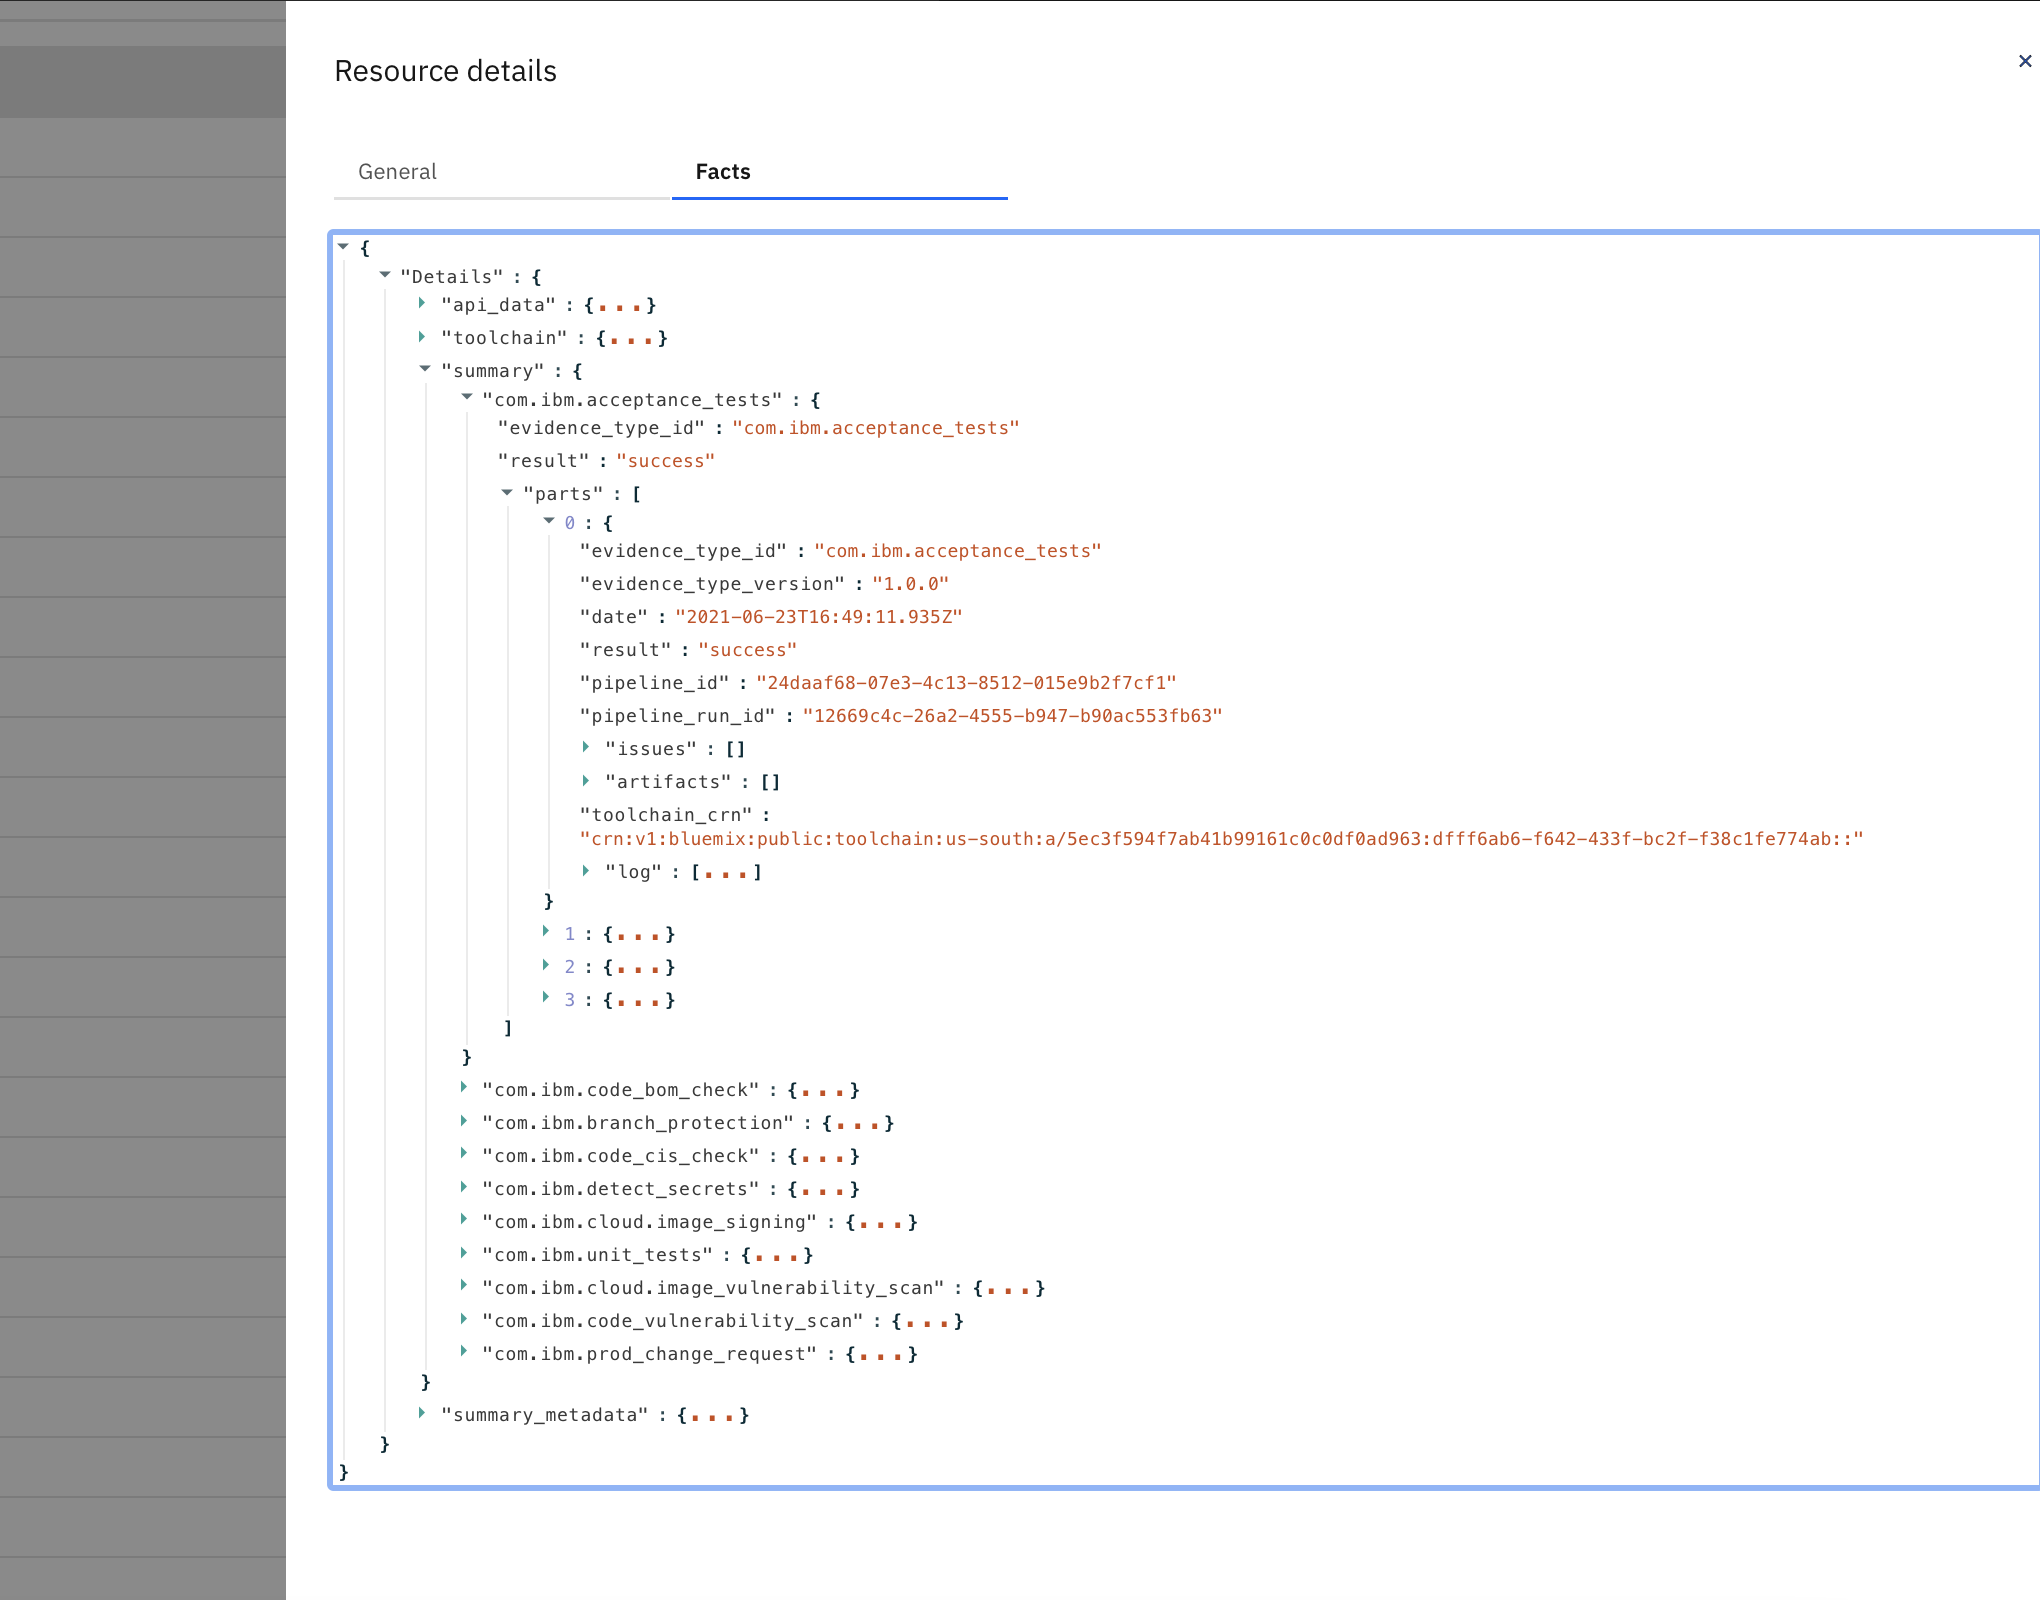 Resource details
General Facts
{
"Details" : {
"api_data" : {...}
"toolchain" : {...}
"summary" : {
"com.ibm.acceptance_tests" : {
"evidence_type_id" : "com.ibm.acceptance_tests"
"result" : "success"
"parts" : [
0 : {
"evidence_type_id" : "com.ibm.acceptance_tests"
"evidence_type_version" : "1.0.0"
"date" : "2021-06-23T16:49:11.935Z"
"result" : "success"
"pipeline_id" : "24daaf68-07e3-4c13-8512-015e9b2f7cf1"
"pipeline_run_id" : "12669c4c-26a2-4555-b947-b90ac553fb63"
"issues" : []
"artifacts" : []
"toolchain_crn" :
"crn:v1:bluemix:public:toolchain:us-south:a/5ec3f594f7ab41b99161c0c0df0ad963:dfff6ab6-f642-433f-bc2f-f38c1fe774ab::"
"log" : [...]
}
1 : {...}
2 : {...}
3 : {...}
]
}
"com.ibm.code_bom_check" : {...}
"com.ibm.branch_protection" : {...}
"com.ibm.code_cis_check" : {...}
"com.ibm.detect_secrets" : {...}
"com.ibm.cloud.image_signing" : {...}
"com.ibm.unit_tests" : {...}
"com.ibm.cloud.image_vulnerability_scan" : {...}
"com.ibm.code_vulnerability_scan" : {...}
"com.ibm.prod_change_request" : {...}
}
"summary_metadata" : {...}
}
}